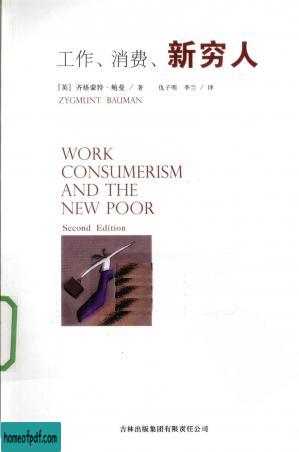 工作、消费、新穷人
[英] 齐格蒙特·鲍曼 / 著 仇子明 李兰 / 译
ZYGMUNT BAUMAN
WORK
CONSUMERISM
AND THE
NEW POOR
Second Edition
吉林出版集团有限责任公司
homeofpdf.com
homeofpdf.com